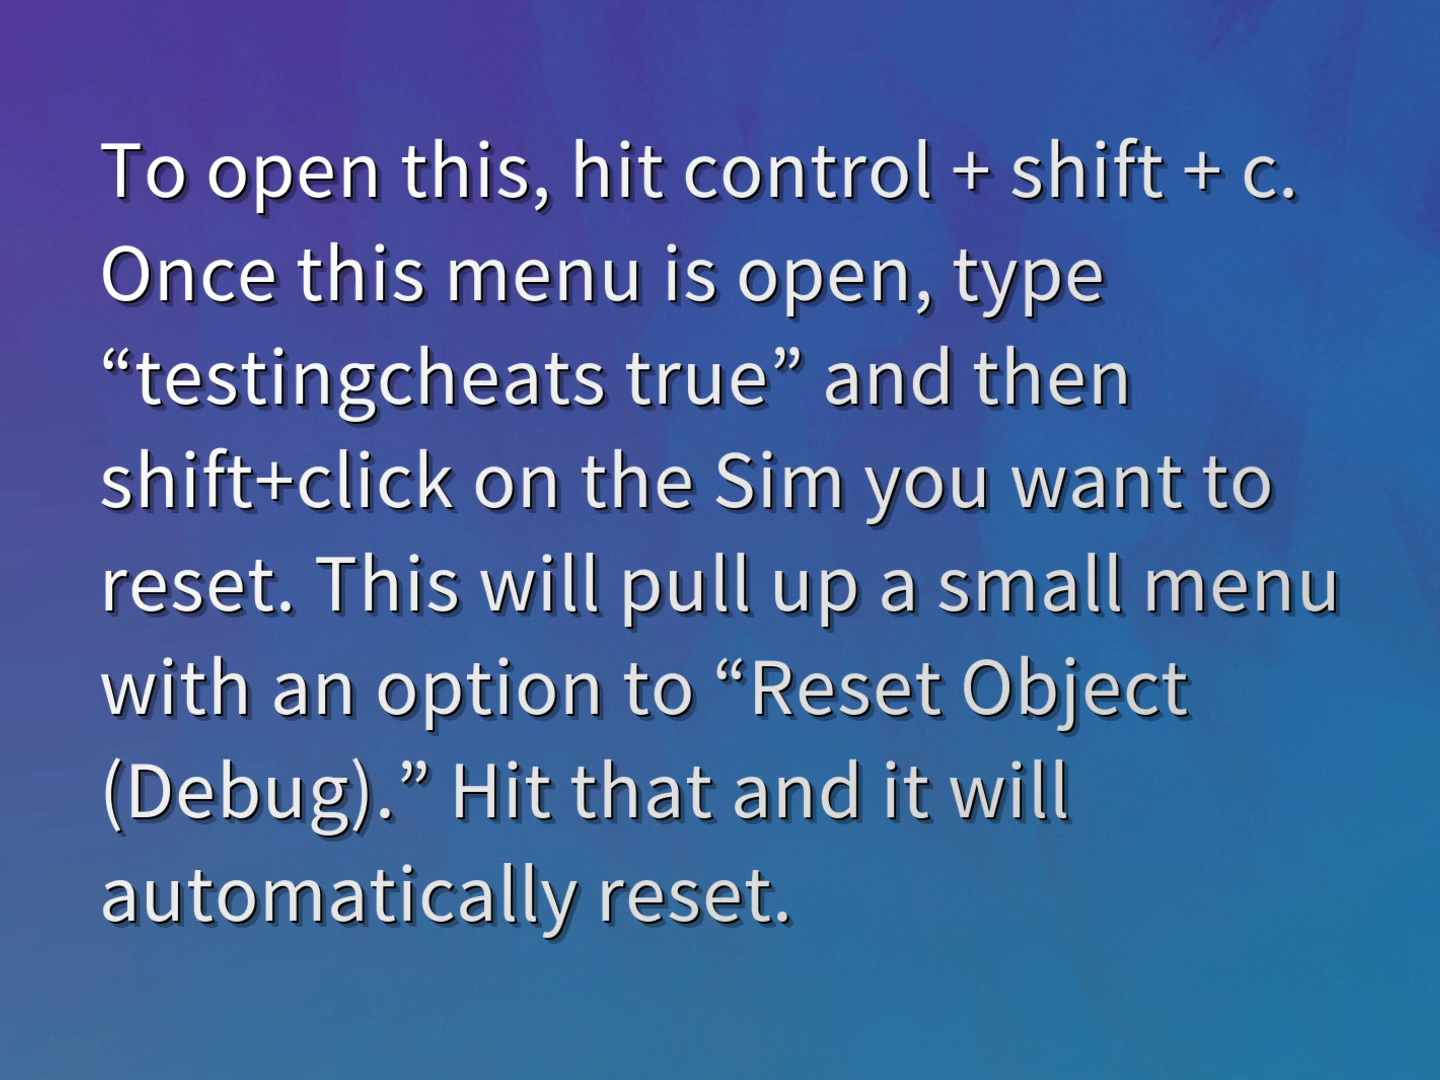 To open this, hit control + shift + c.
Once this menu is open, type
“testingcheats true” and then
shift+click on the Sim you want to
reset. This will pull up a small menu
with an option to “Reset Object
(Debug).” Hit that and it will
automatically reset.